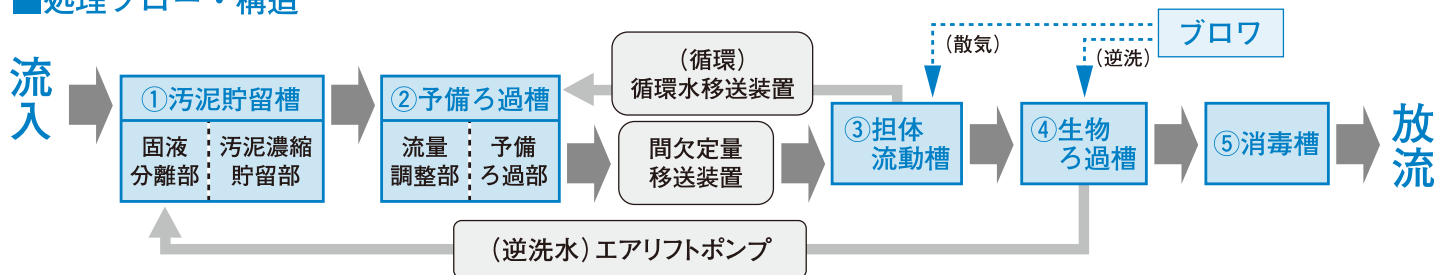 ■処理フロー・構造
流入
①汚泥貯留槽
固液
分離部
汚泥濃縮
貯留部
②予備ろ過槽
流量
調整部
予備
ろ過部
（循環）
循環水移送装置
間欠定量
移送装置
③担体
流動槽
④生物
ろ過槽
⑤消毒槽
放流
ブロワ
（散気）
（逆洗）
（逆洗水）エアリフトポンプ